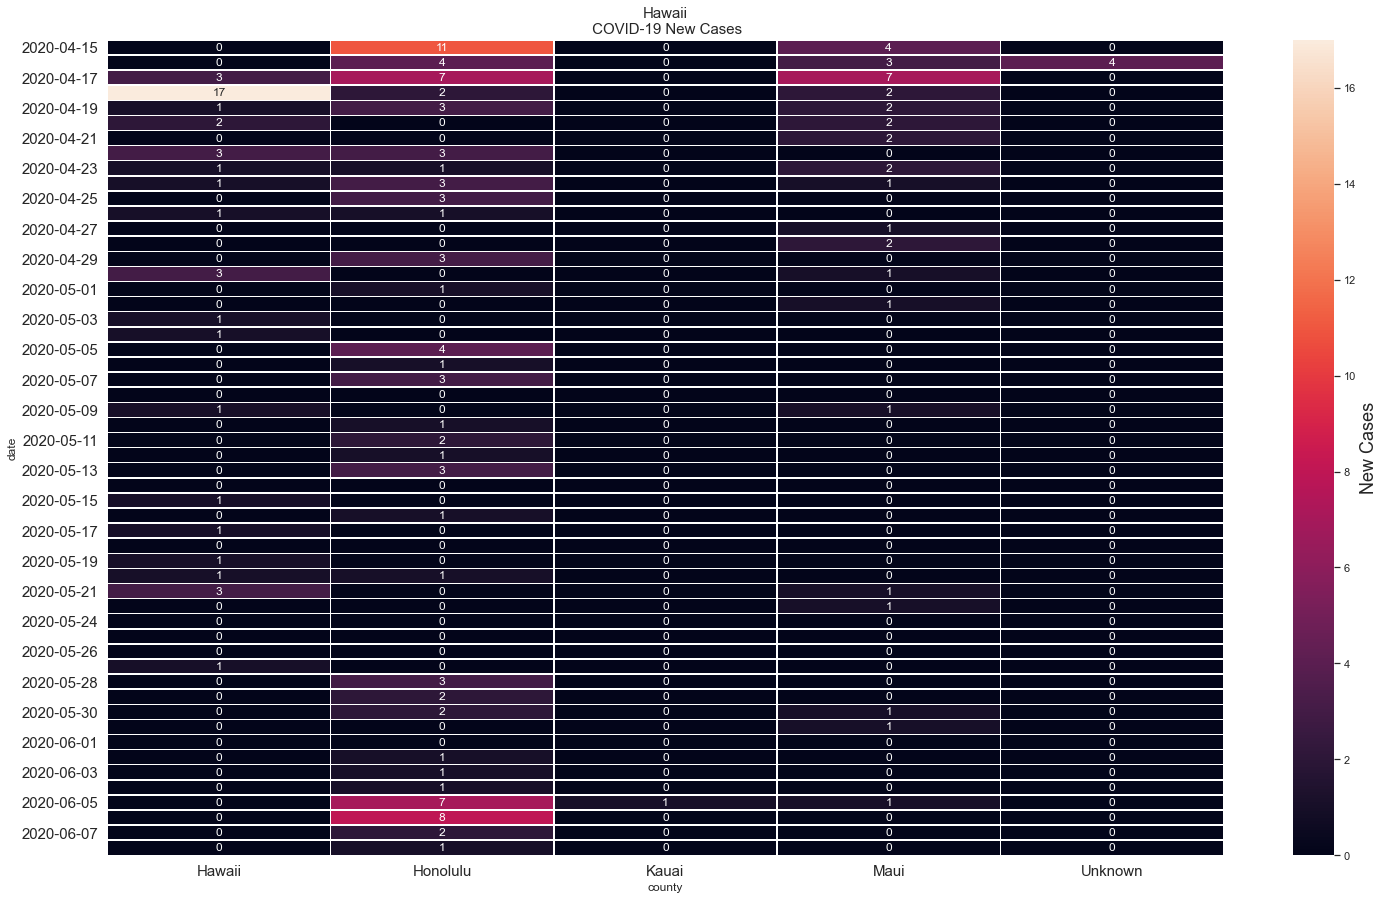 Hawaii
COVID-19 New Cases
2020-04-15 0 11 0 4 0
0 4 0 3 4
2020-04-17 3 7 0 7 0
17 2 0 2 0
2020-04-19 1 3 0 2 0
2 0 0 2 0
2020-04-21 0 0 0 2 0
3 3 0 0 0
2020-04-23 1 1 0 2 0
1 3 0 1 0
2020-04-25 0 3 0 0 0
1 1 0 0 0
2020-04-27 0 0 0 1 0
0 0 0 2 0
2020-04-29 0 3 0 0 0
3 0 0 1 0
2020-05-01 0 1 0 0 0
0 0 0 1 0
2020-05-03 1 0 0 0 0
1 0 0 0 0
2020-05-05 0 4 0 0 0
0 1 0 0 0
2020-05-07 0 3 0 0 0
0 0 0 0 0
2020-05-09 1 0 0 1 0
0 1 0 0 0
2020-05-11 0 2 0 0 0
0 1 0 0 0
2020-05-13 0 3 0 0 0
0 0 0 0 0
2020-05-15 1 0 0 0 0
0 1 0 0 0
2020-05-17 1 0 0 0 0
0 0 0 0 0
2020-05-19 1 0 0 0 0
1 1 0 0 0
2020-05-21 3 0 0 1 0
0 0 0 1 0
2020-05-24 0 0 0 0 0
0 0 0 0 0
2020-05-26 0 0 0 0 0
1 0 0 0 0
2020-05-28 0 3 0 0 0
0 2 0 0 0
2020-05-30 0 2 0 1 0
0 0 0 1 0
2020-06-01 0 0 0 0 0
0 1 0 0 0
2020-06-03 0 1 0 0 0
0 1 0 0 0
2020-06-05 0 7 1 1 0
0 8 0 0 0
2020-06-07 0 2 0 0 0
0 1 0 0 0
Hawaii Honolulu Kauai Maui Unknown
county
date
16
14
12
10
8
6
4
2
0
New Cases